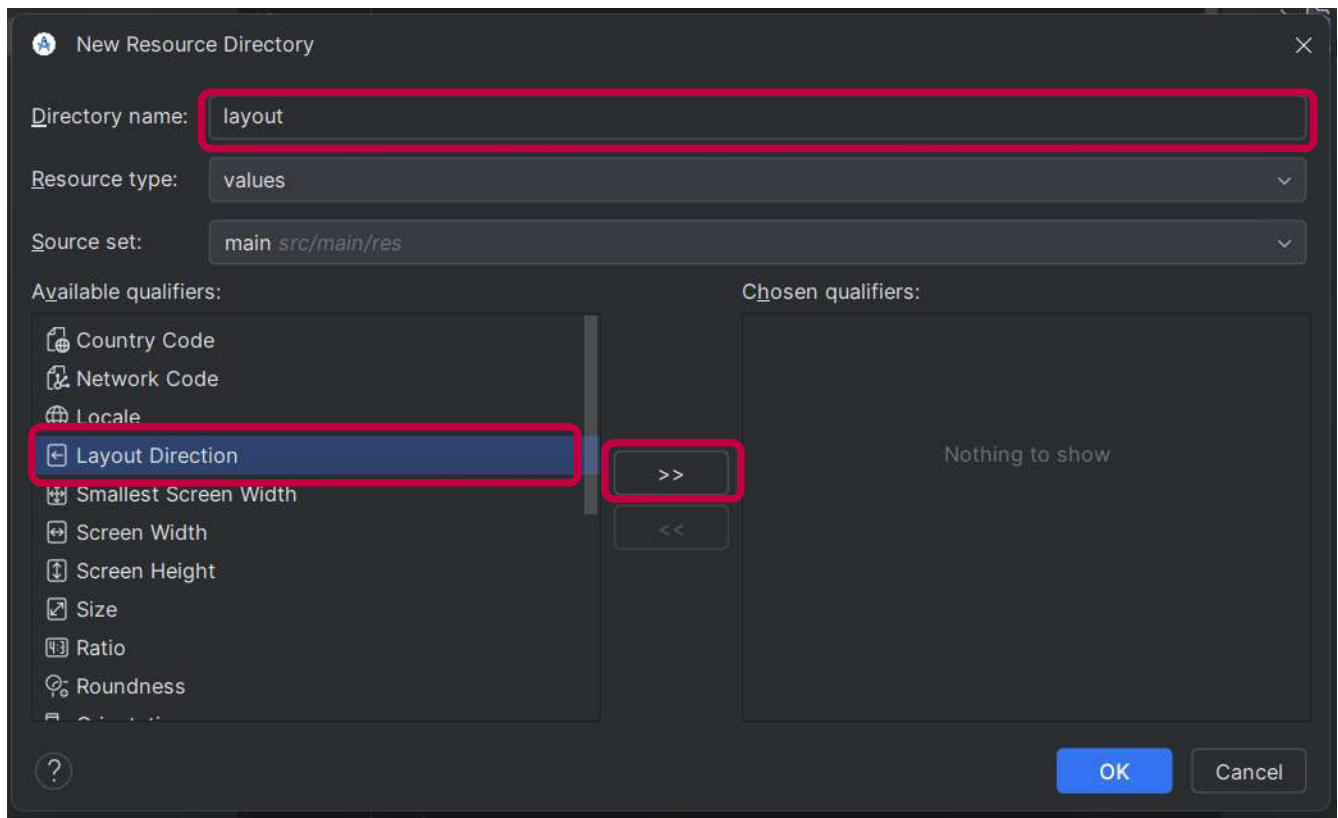 New Resource Directory
Directory name: layout
Resource type: values
Source set: main src/main/res
Available qualifiers:
Chosen qualifiers:
Country Code
Network Code
Locale
Layout Direction
Smallest Screen Width
Screen Width
Screen Height
Size
Ratio
Roundness
>>
<<
Nothing to show
?
OK
Cancel